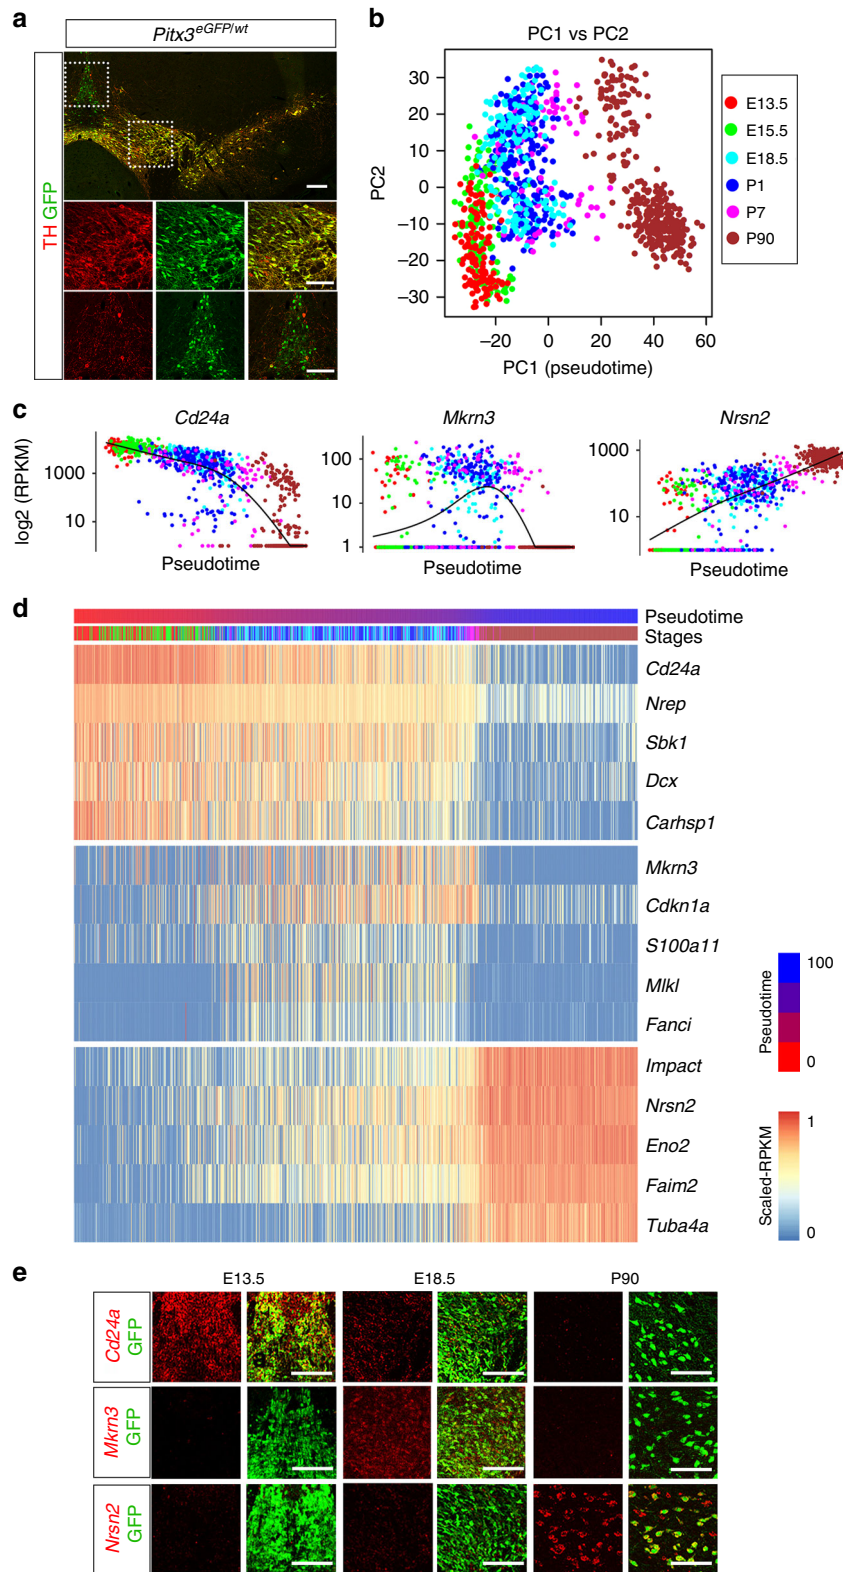 a
Pitx3eGFP/wt
TH GFP
b
PC1 vs PC2
PC2
30
20
10
0
−10
−20
−30
−20
0
20
40
60
PC1 (pseudotime)
E13.5
E15.5
E18.5
P1
P7
P90
c
Cd24a
log2 (RPKM)
1000
10
Pseudotime
Mkrn3
100
10
1
Pseudotime
Nrsn2
1000
10
Pseudotime
d
Pseudotime
Stages
Cd24a
Nrep
Sbk1
Dcx
Carhsp1
Mkrn3
Cdkn1a
S100a11
Mlkl
Fanci
Impact
Nrsn2
Eno2
Faim2
Tuba4a
Pseudotime
100
0
Scaled-RPKM
1
0
e
E13.5
E18.5
P90
Cd24a
GFP
Mkrn3
GFP
Nrsn2
GFP